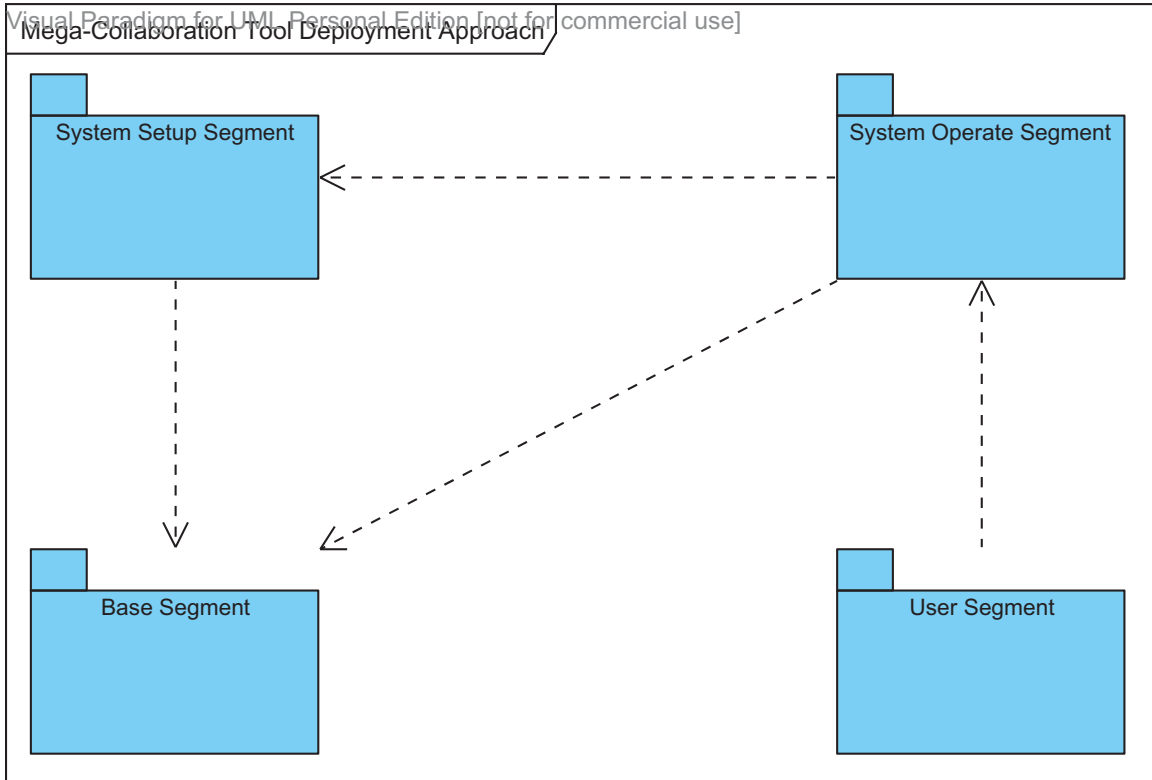 Visual Paradigm for UML Personal Edition [not for commercial use]
Mega-Collaboration Tool Deployment Approach
System Setup Segment
System Operate Segment
Base Segment
User Segment